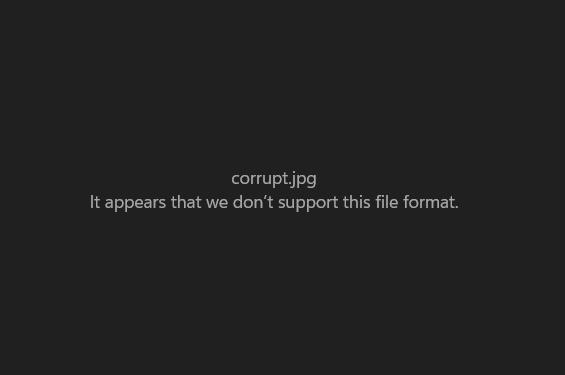 corrupt.jpg
It appears that we don’t support this file format.